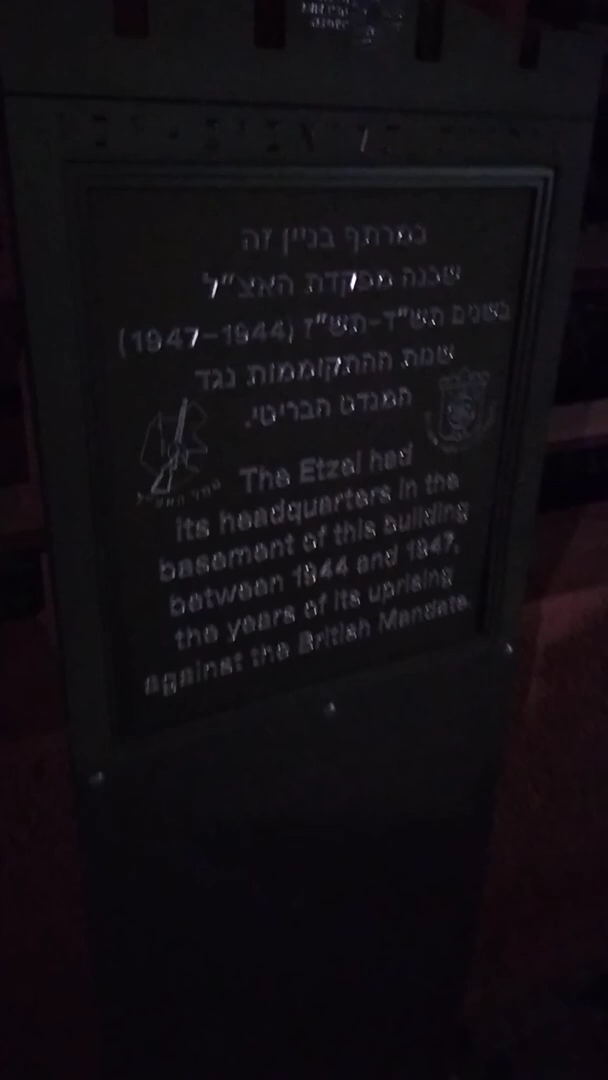 במרתף בניין זה
שכנה מפקדת האצ״ל
בשנים תש״ד-תש״ז (1944-1947)
שנות ההתקוממות נגד
המנדט הבריטי.
The Etzel had
its headquarters in the
basement of this building
between 1944 and 1947,
the years of its uprising
against the British Mandate.